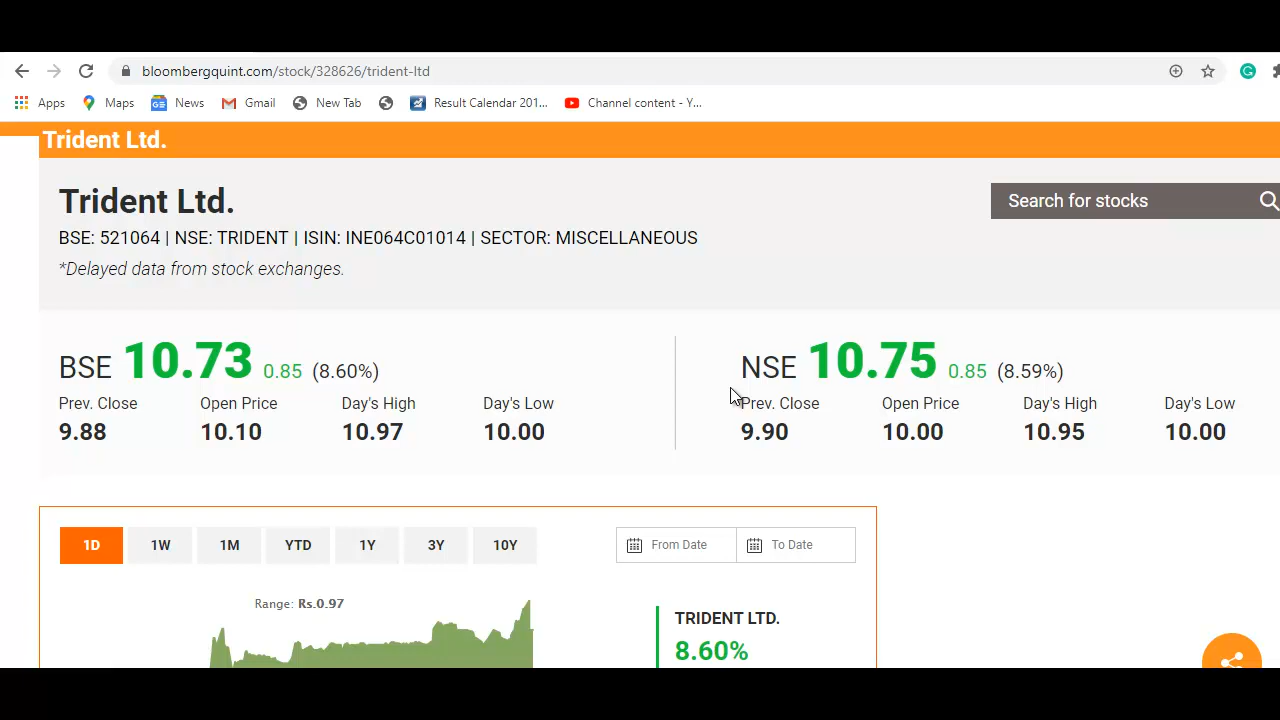 bloombergquint.com/stock/328626/trident-ltd
Apps Maps News Gmail New Tab Result Calendar 201... Channel content - Y...
Trident Ltd.
Trident Ltd.
Search for stocks
BSE: 521064 | NSE: TRIDENT | ISIN: INE064C01014 | SECTOR: MISCELLANEOUS
*Delayed data from stock exchanges.
BSE 10.73 0.85 (8.60%)
Prev. Close Open Price Day's High Day's Low
9.88 10.10 10.97 10.00
NSE 10.75 0.85 (8.59%)
Prev. Close Open Price Day's High Day's Low
9.90 10.00 10.95 10.00
1D 1W 1M YTD 1Y 3Y 10Y
From Date To Date
Range: Rs.0.97
TRIDENT LTD.
8.60%